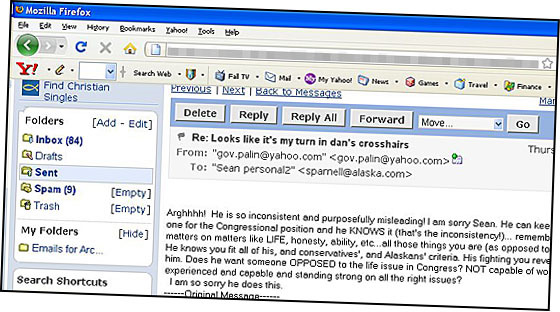 Mozilla Firefox
File Edit View History Bookmarks Yahoo! Tools Help
Y! Search Web Fall TV Mail My Yahoo! News Games Travel Finance
Find Christian Singles
Previous | Next | Back to Messages
Delete Reply Reply All Forward Move... Go
Folders [Add - Edit]
Inbox (84)
Drafts
Sent
Spam (9) [Empty]
Trash [Empty]
My Folders [Hide]
Emails for Arc...
Search Shortcuts
Re: Looks like it's my turn in dan's crosshairs
Thurs
From: "gov.palin@yahoo.com" <gov.palin@yahoo.com>
To: "Sean personal2" <sparnell@alaska.com>
Arghhhh! He is so inconsistent and purposefully misleading! I am sorry Sean. He can kee
one for the Congressional position and he KNOWS it (that's the inconsistency!)... rememb
matters on matters like LIFE, honesty, ability, etc...all those things you are (as opposed to
He knows you fit all of his, and conservatives', and Alaskans' criteria. His fighting you reve
him. Does he want someone OPPOSED to the life issue in Congress? NOT capable of wo
experienced and capable and standing strong on all the right issues?
I am so sorry he does this.
------Original Message------